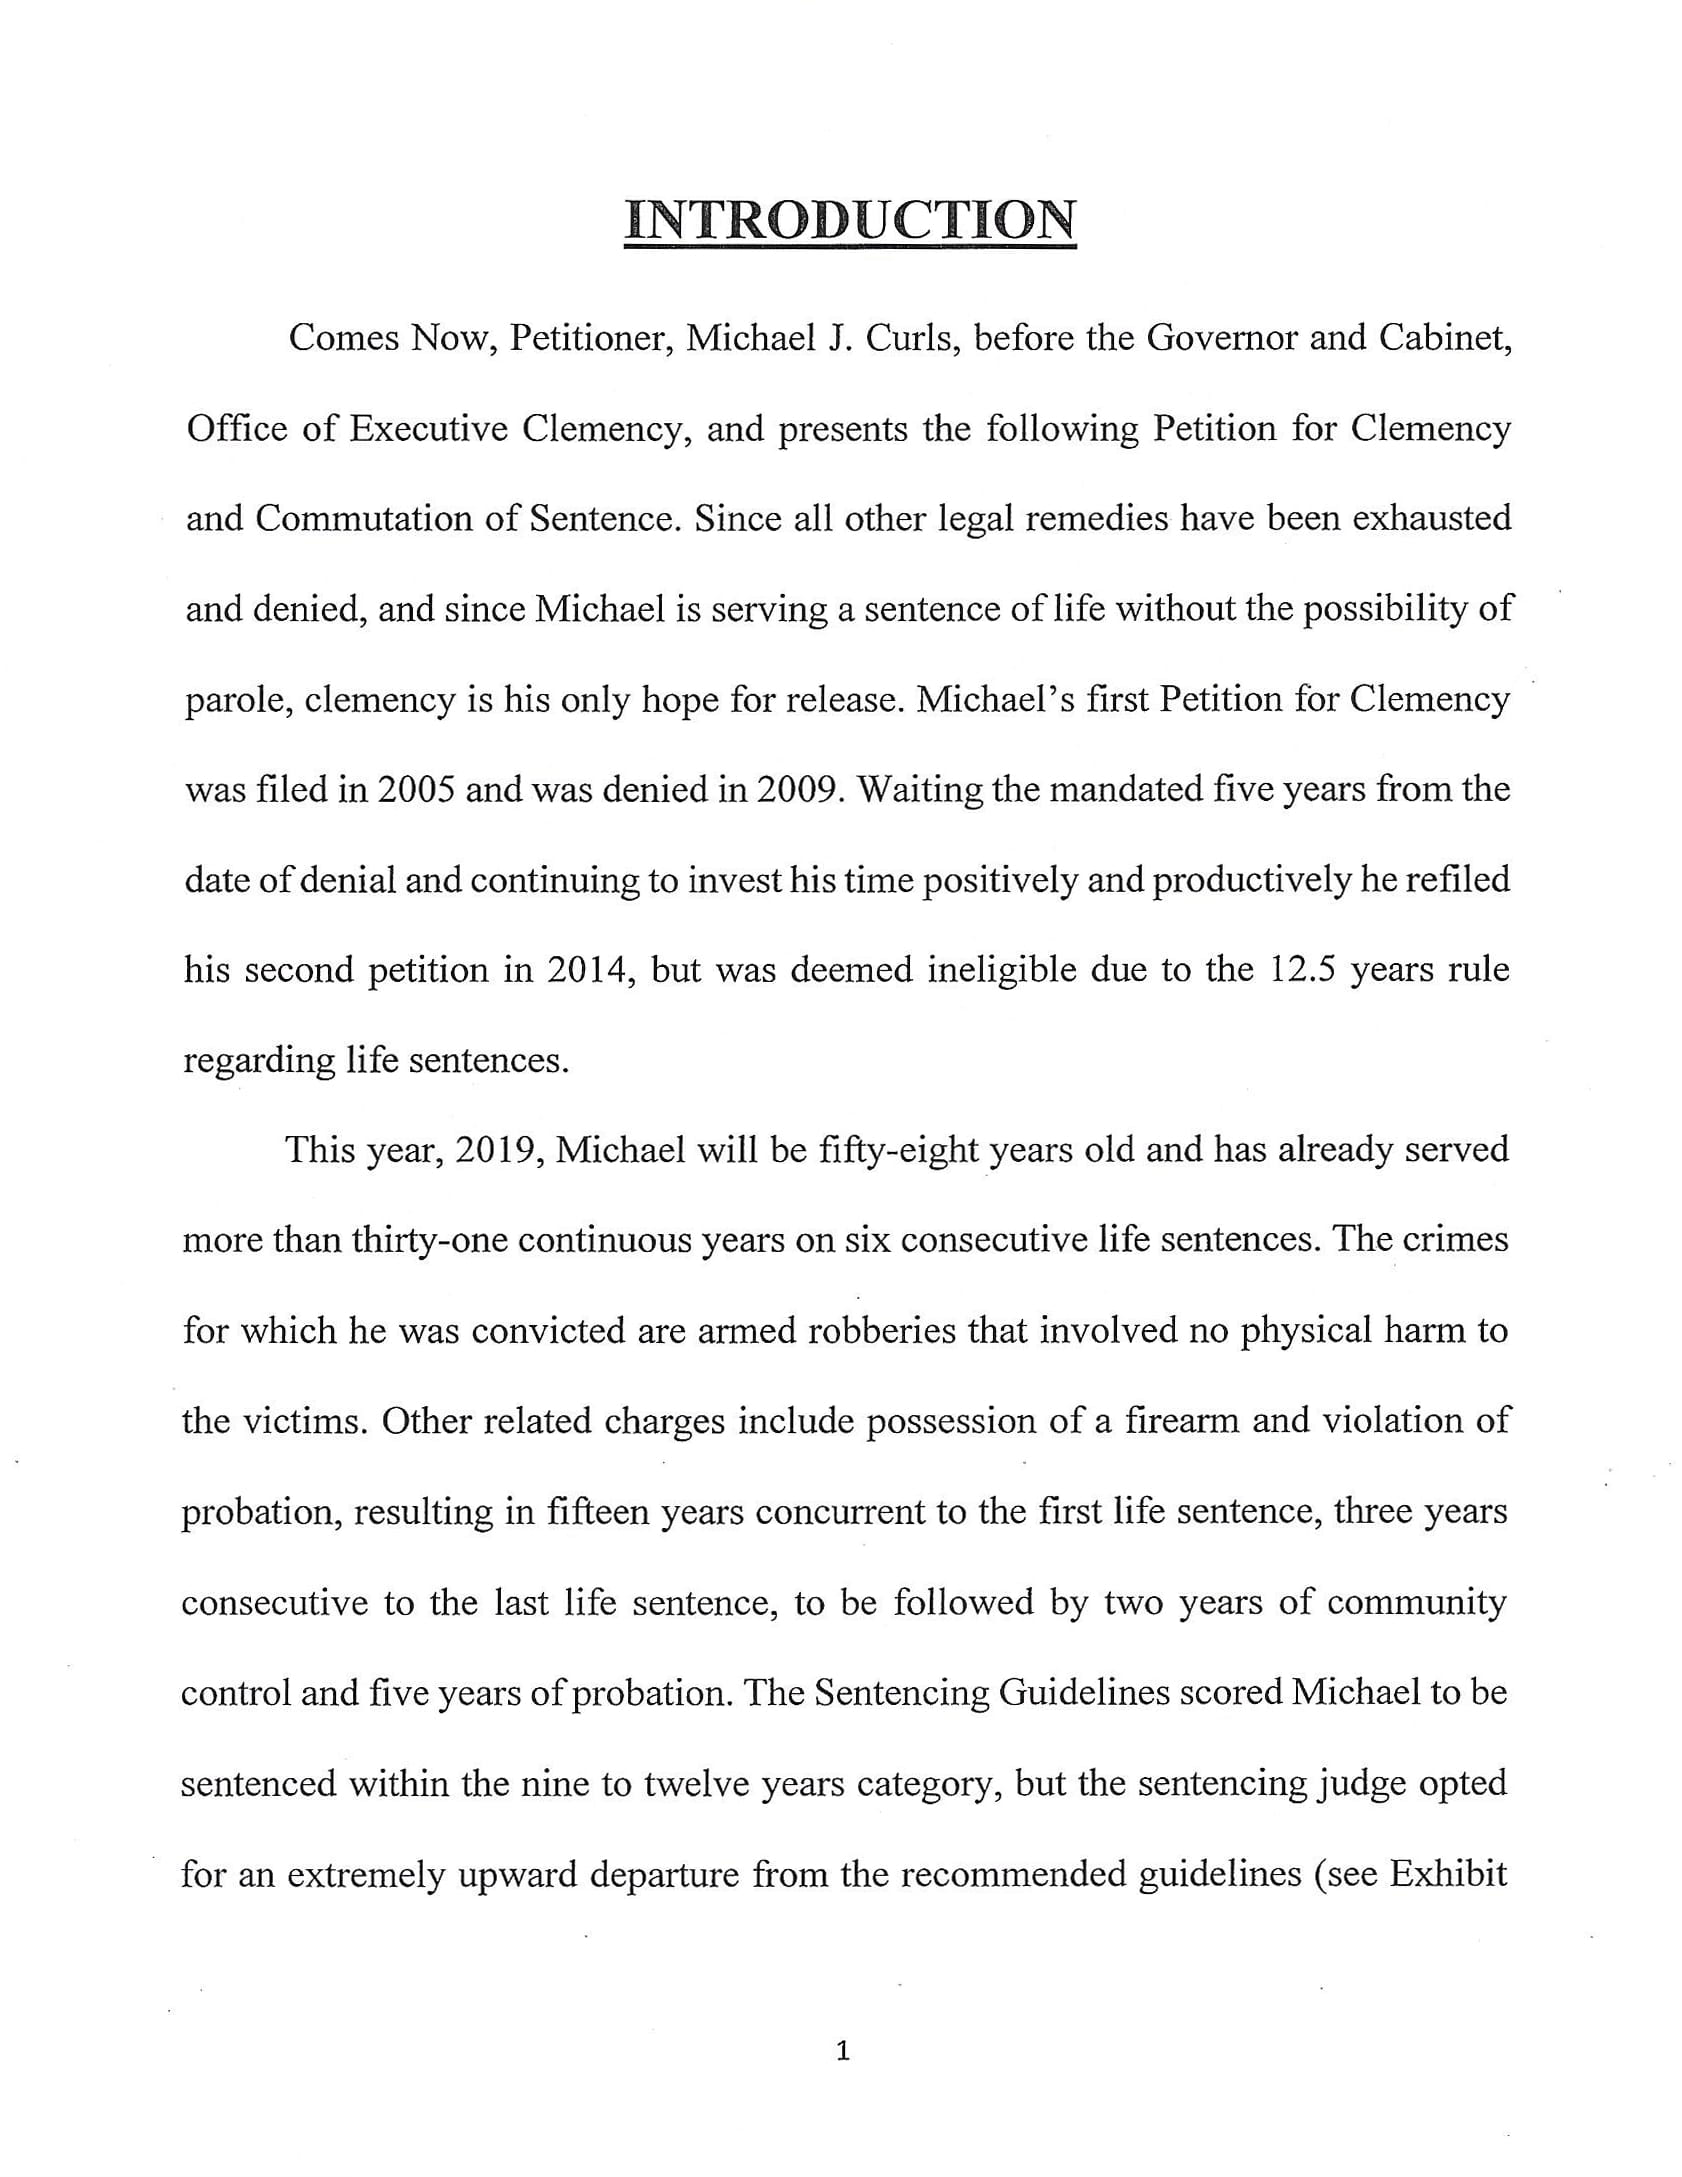 INTRODUCTION
Comes Now, Petitioner, Michael J. Curls, before the Governor and Cabinet,
Office of Executive Clemency, and presents the following Petition for Clemency
and Commutation of Sentence. Since all other legal remedies have been exhausted
and denied, and since Michael is serving a sentence of life without the possibility of
parole, clemency is his only hope for release. Michael’s first Petition for Clemency
was filed in 2005 and was denied in 2009. Waiting the mandated five years from the
date of denial and continuing to invest his time positively and productively he refiled
his second petition in 2014, but was deemed ineligible due to the 12.5 years rule
regarding life sentences.
This year, 2019, Michael will be fifty-eight years old and has already served
more than thirty-one continuous years on six consecutive life sentences. The crimes
for which he was convicted are armed robberies that involved no physical harm to
the victims. Other related charges include possession of a firearm and violation of
probation, resulting in fifteen years concurrent to the first life sentence, three years
consecutive to the last life sentence, to be followed by two years of community
control and five years of probation. The Sentencing Guidelines scored Michael to be
sentenced within the nine to twelve years category, but the sentencing judge opted
for an extremely upward departure from the recommended guidelines (see Exhibit
1